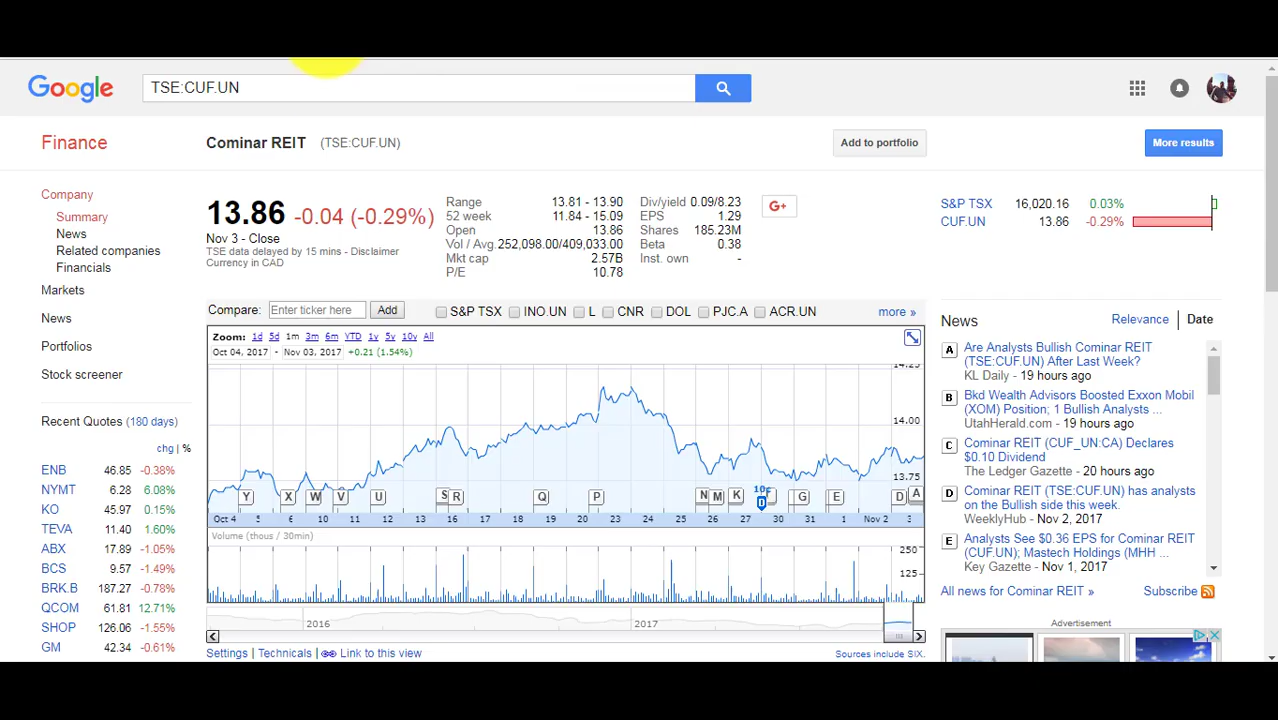 Google
TSE:CUF.UN
Finance
Cominar REIT (TSE:CUF.UN)
Add to portfolio
More results
Company
Summary
News
Related companies
Financials
Markets
News
Portfolios
Stock screener
Recent Quotes (180 days)
chg | %
ENB 46.85 -0.38%
NYMT 6.28 6.08%
KO 45.97 0.15%
TEVA 11.40 1.60%
ABX 17.89 -1.05%
BCS 9.57 -1.49%
BRK.B 187.27 -0.78%
QCOM 61.81 12.71%
SHOP 126.06 -1.55%
GM 42.34 -0.61%
13.86 -0.04 (-0.29%)
Nov 3 - Close
TSE data delayed by 15 mins - Disclaimer
Currency in CAD
Range 13.81 - 13.90
52 week 11.84 - 15.09
Open 13.86
Vol / Avg. 252,098.00/409,033.00
Mkt cap 2.57B
P/E 10.78
Div/yield 0.09/8.23
EPS 1.29
Shares 185.23M
Beta 0.38
Inst. own -
G+
S&P TSX 16,020.16 0.03%
CUF.UN 13.86 -0.29%
Compare: Enter ticker here Add S&P TSX INO.UN L CNR DOL PJC.A ACR.UN more »
Zoom: 1d 5d 1m 3m 6m YTD 1y 5y 10y All
Oct 04, 2017 - Nov 03, 2017 +0.21 (1.54%)
14.25
14.00
13.75
Y X W V U S R Q P N M K 10c D G E D A
Oct 4 5 6 10 11 12 13 16 17 18 19 20 23 24 25 26 27 30 31 1 Nov 2 3
Volume (thous / 30min)
250
125
2016 2017
Settings | Technicals | Link to this view
Sources include SIX.
News Relevance | Date
A Are Analysts Bullish Cominar REIT
(TSE:CUF.UN) After Last Week?
KL Daily - 19 hours ago
B Bkd Wealth Advisors Boosted Exxon Mobil
(XOM) Position; 1 Bullish Analysts ...
UtahHerald.com - 19 hours ago
C Cominar REIT (CUF_UN:CA) Declares
$0.10 Dividend
The Ledger Gazette - 20 hours ago
D Cominar REIT (TSE:CUF.UN) has analysts
on the Bullish side this week.
WeeklyHub - Nov 2, 2017
E Analysts See $0.36 EPS for Cominar REIT
(CUF.UN); Mastech Holdings (MHH ...
Key Gazette - Nov 1, 2017
All news for Cominar REIT » Subscribe
Advertisement